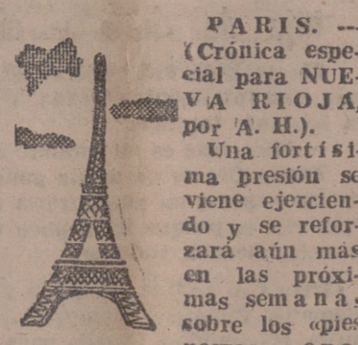 PARIS. --
(Crónica espe-
cial para NUE-
VA RIOJA,
por A. H.).
Una fortísi-
ma presión se
viene ejercien-
do y se refor-
zará aún más
en las próxi-
mas semanas
sobre los «pies